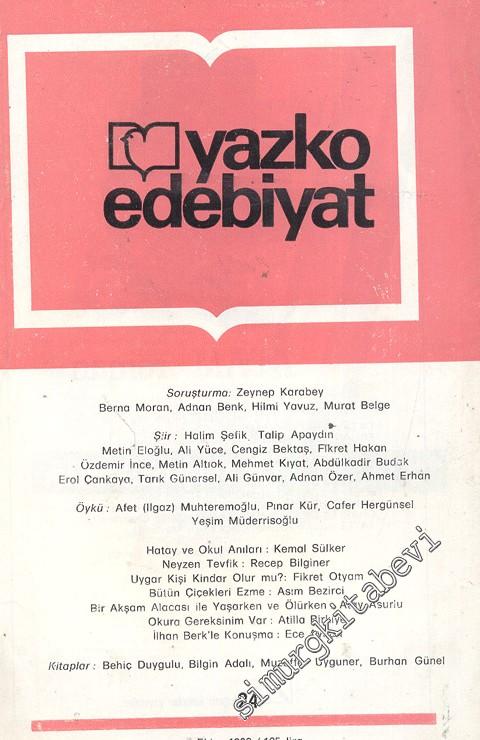 yazko
edebiyat
Soruşturma: Zeynep Karabey
Berna Moran, Adnan Benk, Hilmi Yavuz, Murat Belge
Şiir : Halim Şefik, Talip Apaydın
Metin Eloğlu, Ali Yüce, Cengiz Bektaş, Fikret Hakan
Özdemir İnce, Metin Altıok, Mehmet Kıyat, Abdülkadir Budak
Erol Çankaya, Tarık Günersel, Ali Günvar, Adnan Özer, Ahmet Erhan
Öykü : Afet (Ilgaz) Muhteremoğlu, Pınar Kür, Cafer Hergünsel
Yeşim Müderrisoğlu
Hatay ve Okul Anıları : Kemal Sülker
Neyzen Tevfik : Recep Bilginer
Uygar Kişi Kindar Olur mu?: Fikret Otyam
Bütün Çiçekleri Ezme : Asım Bezirci
Bir Akşam Alacası ile Yaşarken ve Ölürken : Asurlu
Okura Gereksinim Var : Atilla Birkiye
İlhan Berk'le Konuşma : Ece
Kitaplar : Behiç Duygulu, Bilgin Adalı, Muzaffer Uyguner, Burhan Günel
24
simurgkitabevi